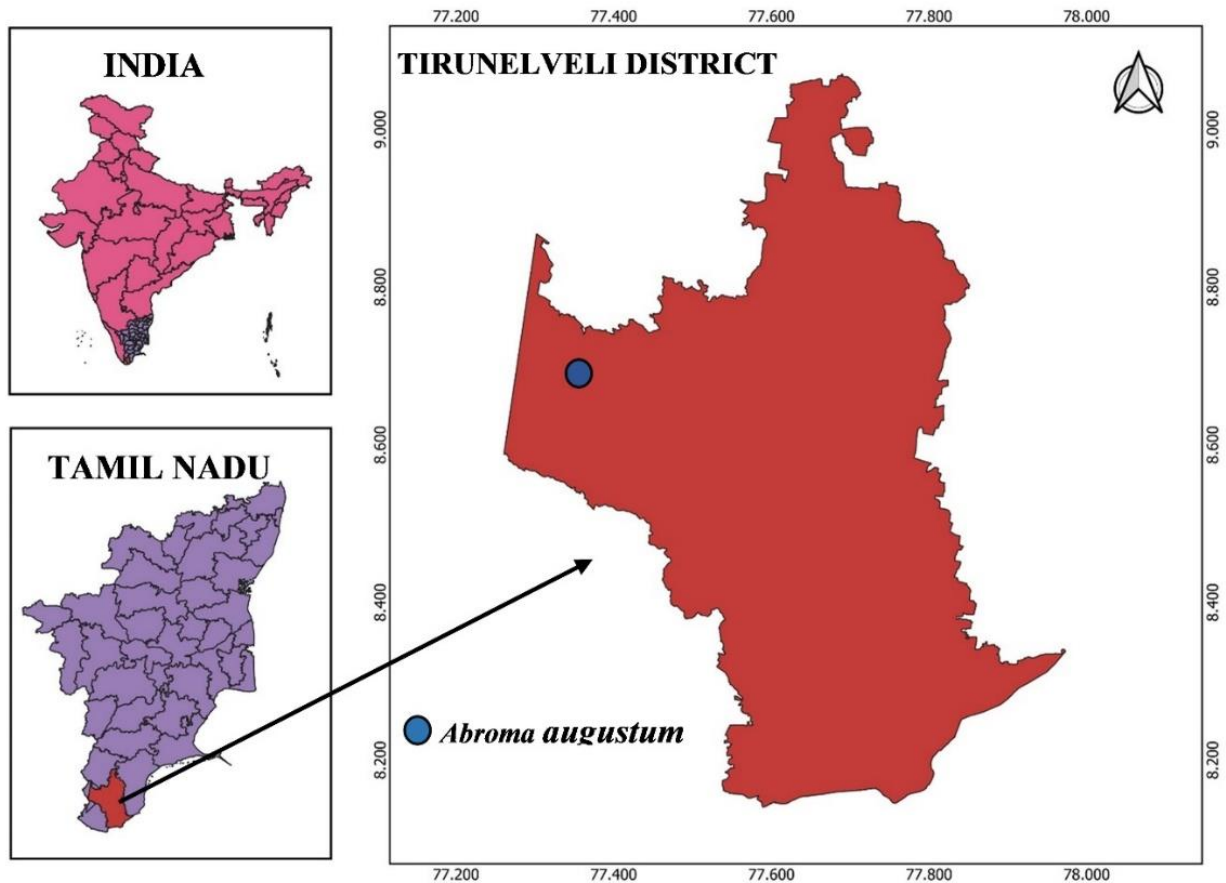 INDIA
TAMIL NADU
77.200 77.400 77.600 77.800 78.000
TIRUNELVELI DISTRICT
9.000 9.000
8.800 8.800
8.600 8.600
8.400 8.400
8.200 8.200
Abroma augustum
77.200 77.400 77.600 77.800 78.000